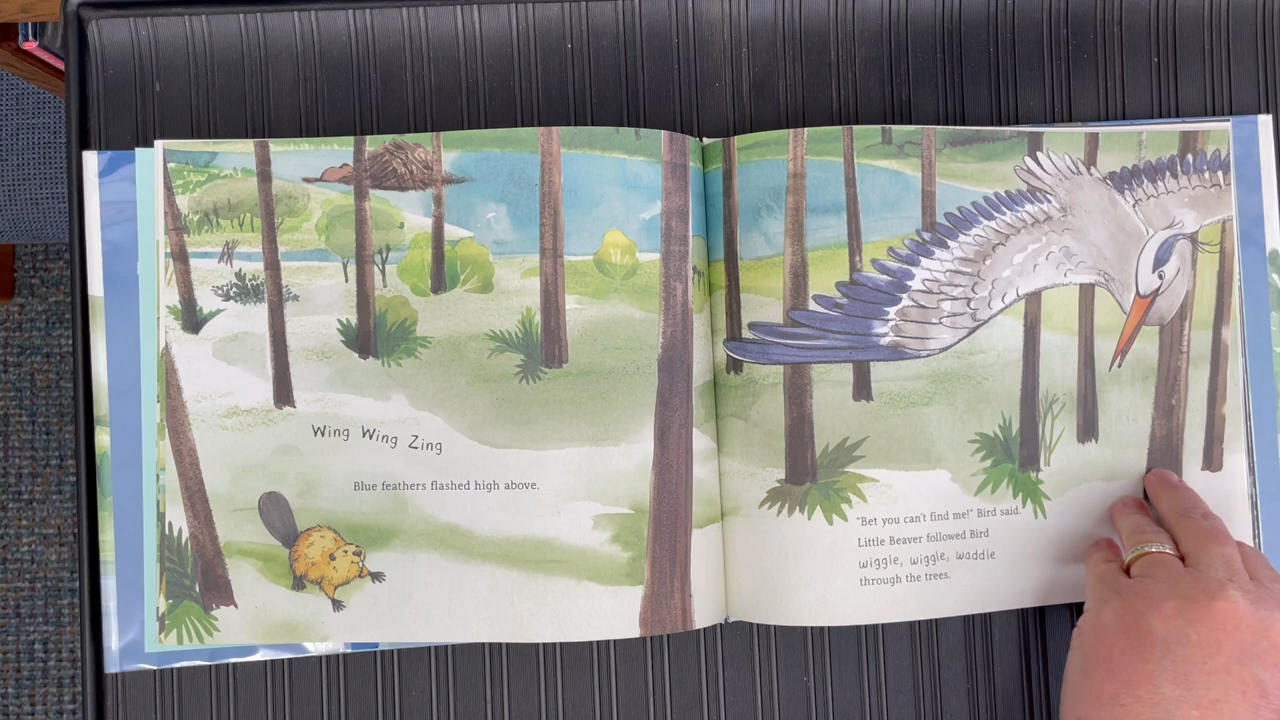 Wing Wing Zing
Blue feathers flashed high above.
"Bet you can't find me!" Bird said.
Little Beaver followed Bird
wiggle, wiggle, waddle
through the trees.